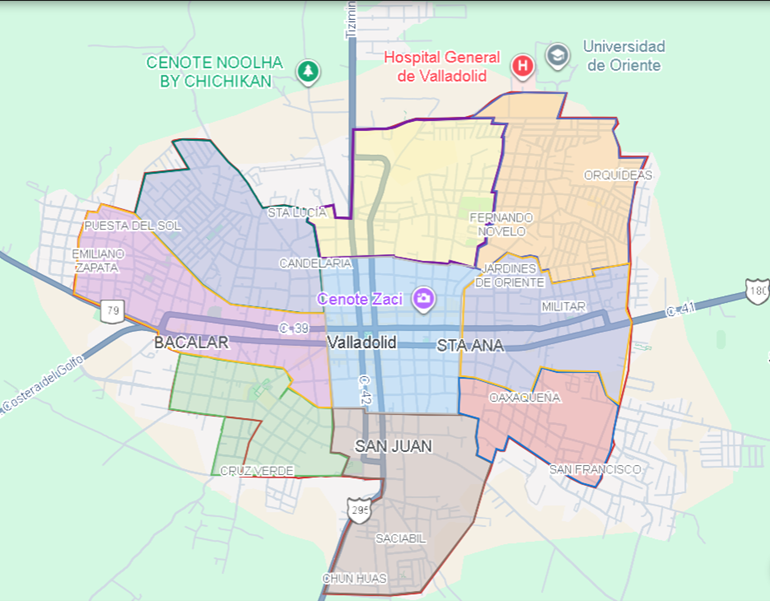 Tizimín
CENOTE NOOLHA
BY CHICHIKAN
Hospital General
de Valladolid
H
Universidad
de Oriente
ORQUIDEAS
STA LUCIA
PUESTA DEL SOL
FERNANDO
NOVELO
EMILIANO
ZAPATA
CANDELARIA
JARDINES
DE ORIENTE
Cenote Zaci
MILITAR
180
79
C. 39
C. 41
BACALAR
Valladolid
STA ANA
Costera del Golfo
C. 42
OAXAQUEÑA
SAN JUAN
CRUZ VERDE
SAN FRANCISCO
295
SACIABIL
CHUN HUAS